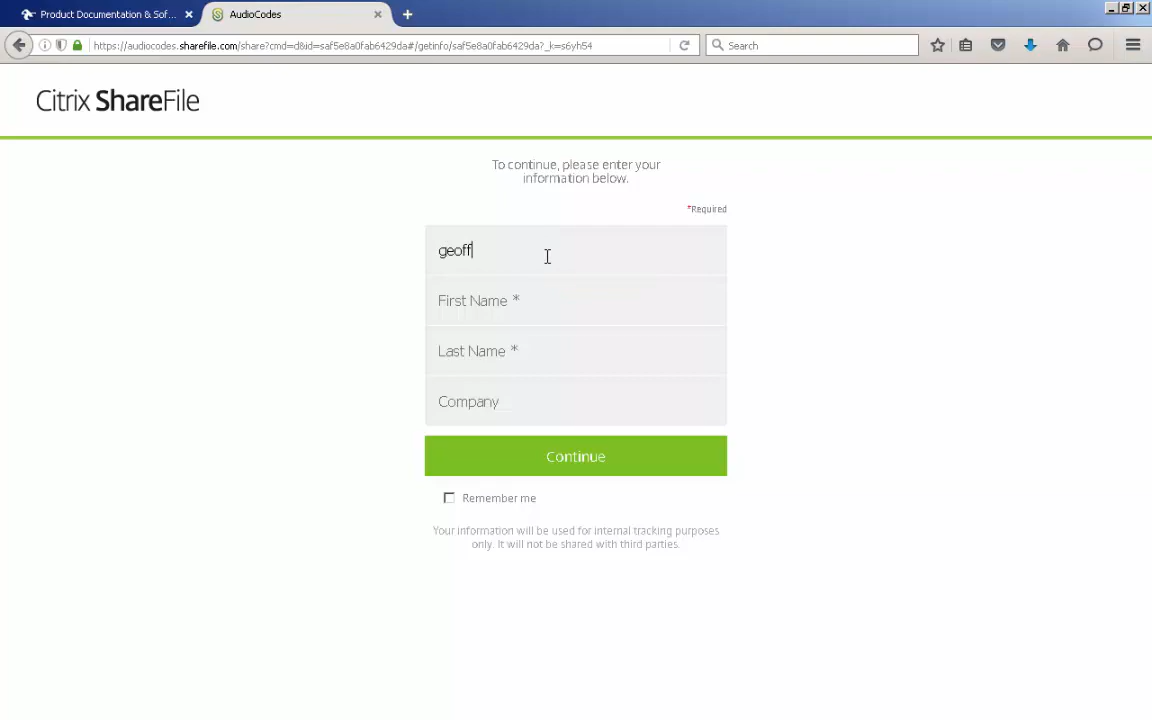 Product Documentation & Sof...
AudioCodes
https://audiocodes.sharefile.com/share?cmd=d&id=saf5e8a0fab6429da#/getinfo/saf5e8a0fab6429da?_k=s6yh54
Search
Citrix ShareFile
To continue, please enter your
information below.
*Required
geoff
First Name *
Last Name *
Company
Continue
Remember me
Your information will be used for internal tracking purposes
only. It will not be shared with third parties.